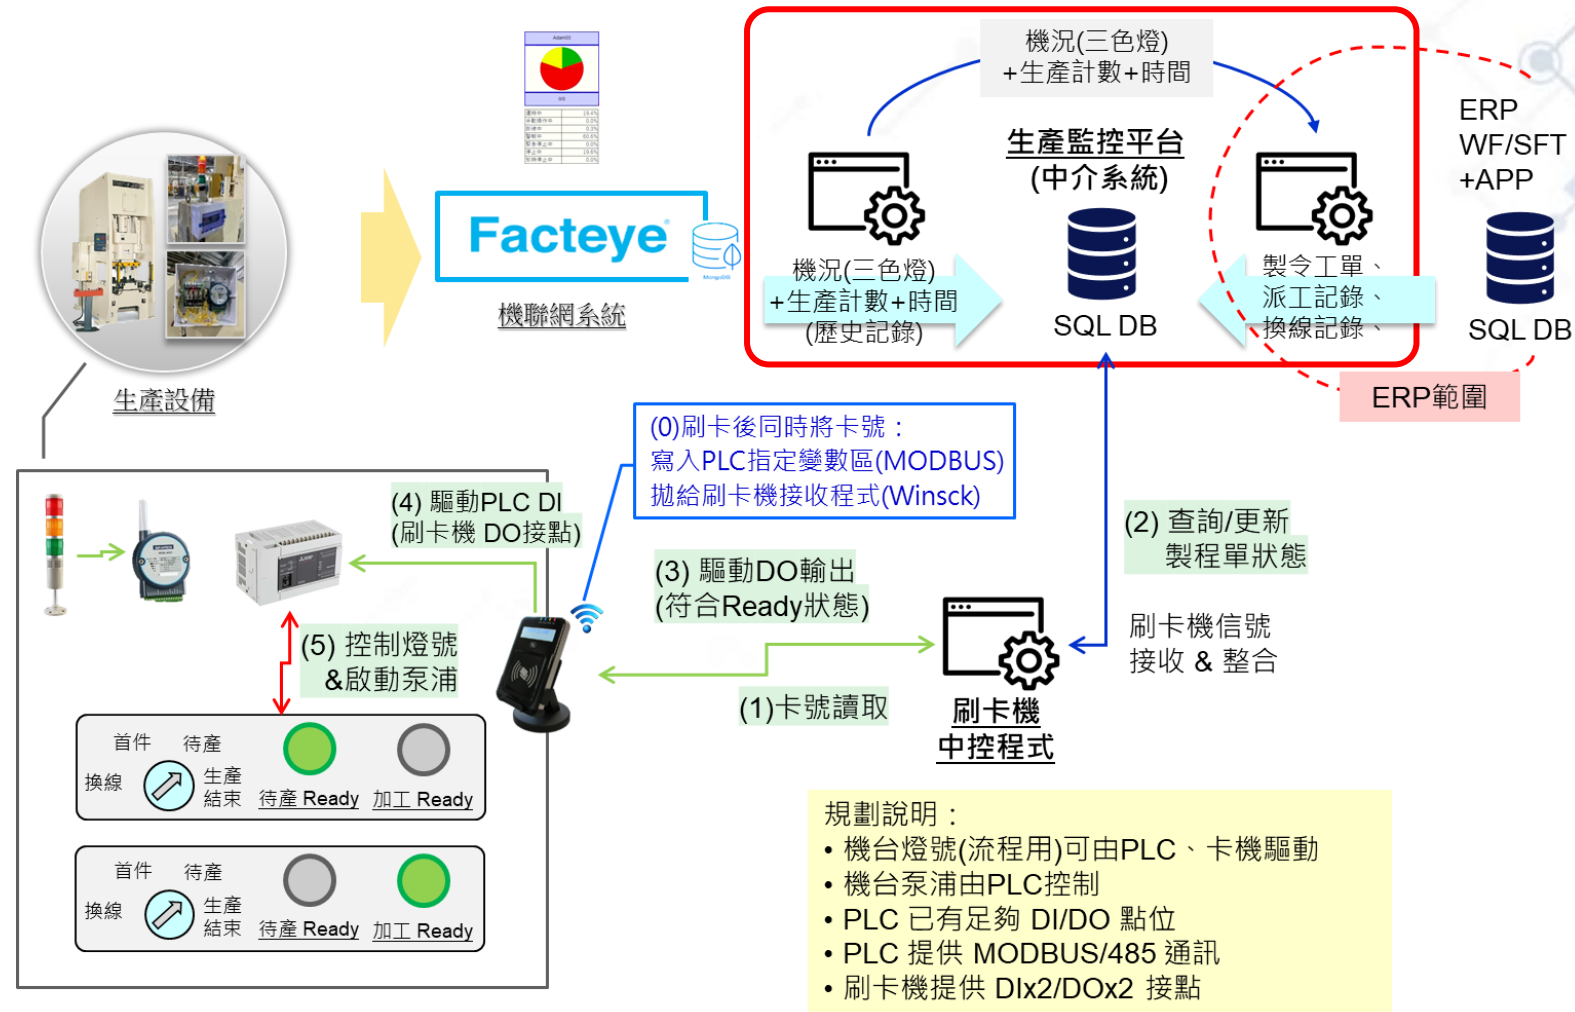 Adam03
機況(三色燈)
+生產計數+時間
ERP
WF/SFT
+APP
生產監控平台
(中介系統)
Facteye
MongoDB
機聯網系統
機況(三色燈)
+生產計數+時間
(歷史記錄)
SQL DB
製令工單、
派工記錄、
換線記錄、
SQL DB
ERP範圍
生產設備
(0)刷卡後同時將卡號：
寫入PLC指定變數區(MODBUS)
拋給刷卡機接收程式(Winsck)
(4) 驅動PLC DI
(刷卡機 DO接點)
(3) 驅動DO輸出
(符合Ready狀態)
(2) 查詢/更新
製程單狀態
(5) 控制燈號
&啟動泵浦
(1)卡號讀取
刷卡機信號
接收 & 整合
刷卡機
中控程式
首件
待產
換線
生產
結束
待產 Ready
加工 Ready
首件
待產
換線
生產
結束
待產 Ready
加工 Ready
規劃說明：
• 機台燈號(流程用)可由PLC、卡機驅動
• 機台泵浦由PLC控制
• PLC 已有足夠 DI/DO 點位
• PLC 提供 MODBUS/485 通訊
• 刷卡機提供 DIx2/DOx2 接點